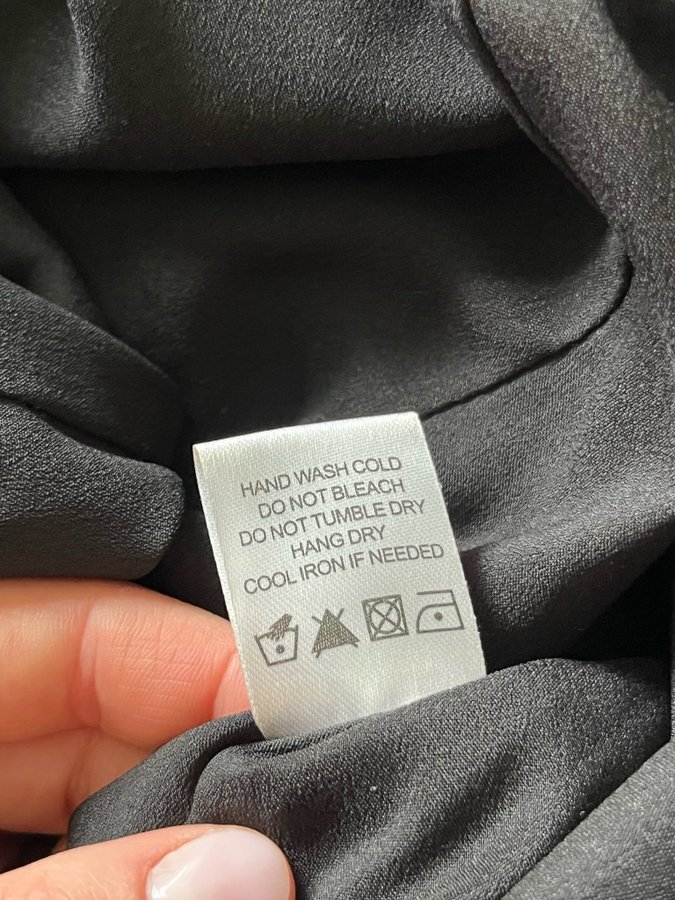 HAND WASH COLD
DO NOT BLEACH
DO NOT TUMBLE DRY
HANG DRY
COOL IRON IF NEEDED